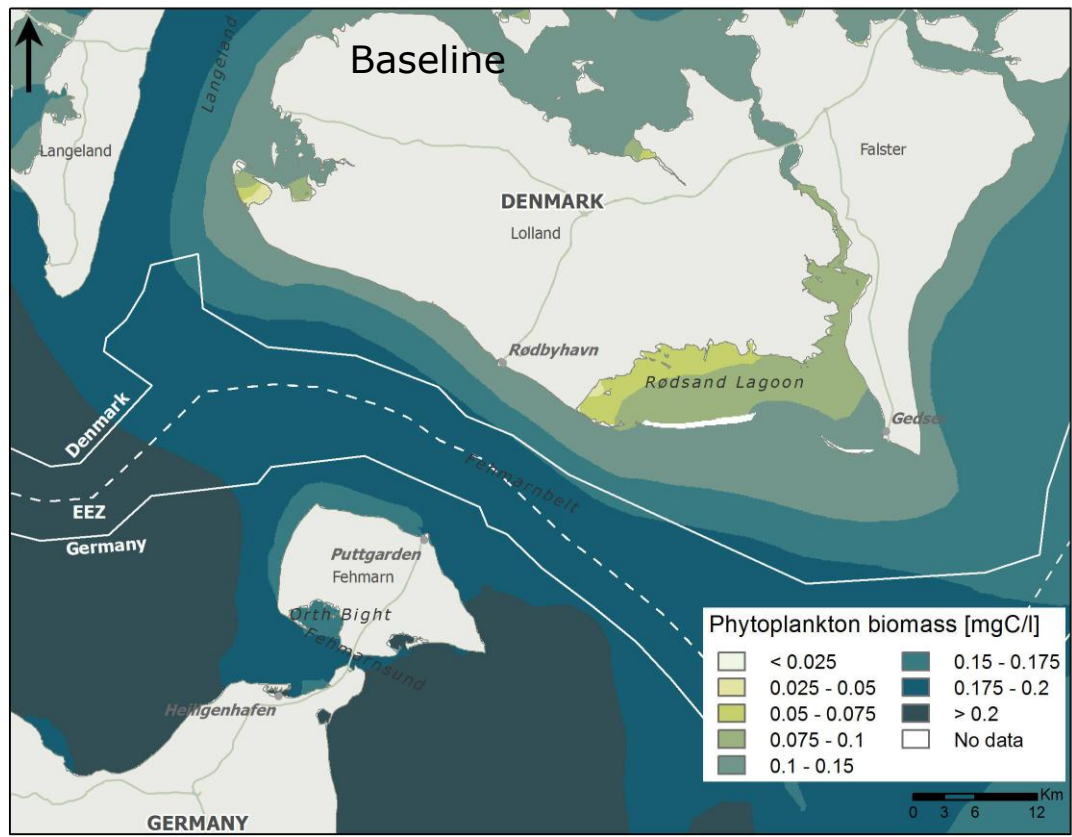 Baseline
Langeland
Langeland
Falster
DENMARK
Lolland
Rødbyhavn
Rødsand Lagoon
Gedser
Denmark
Fehmarnbelt
EEZ
Germany
Puttgarden
Fehmarn
Orth Bight
Fehmarnsund
Heiligenhafen
GERMANY
Phytoplankton biomass [mgC/l]
< 0.025
0.025 - 0.05
0.05 - 0.075
0.075 - 0.1
0.1 - 0.15
0.15 - 0.175
0.175 - 0.2
> 0.2
No data
Km
0 3 6 12